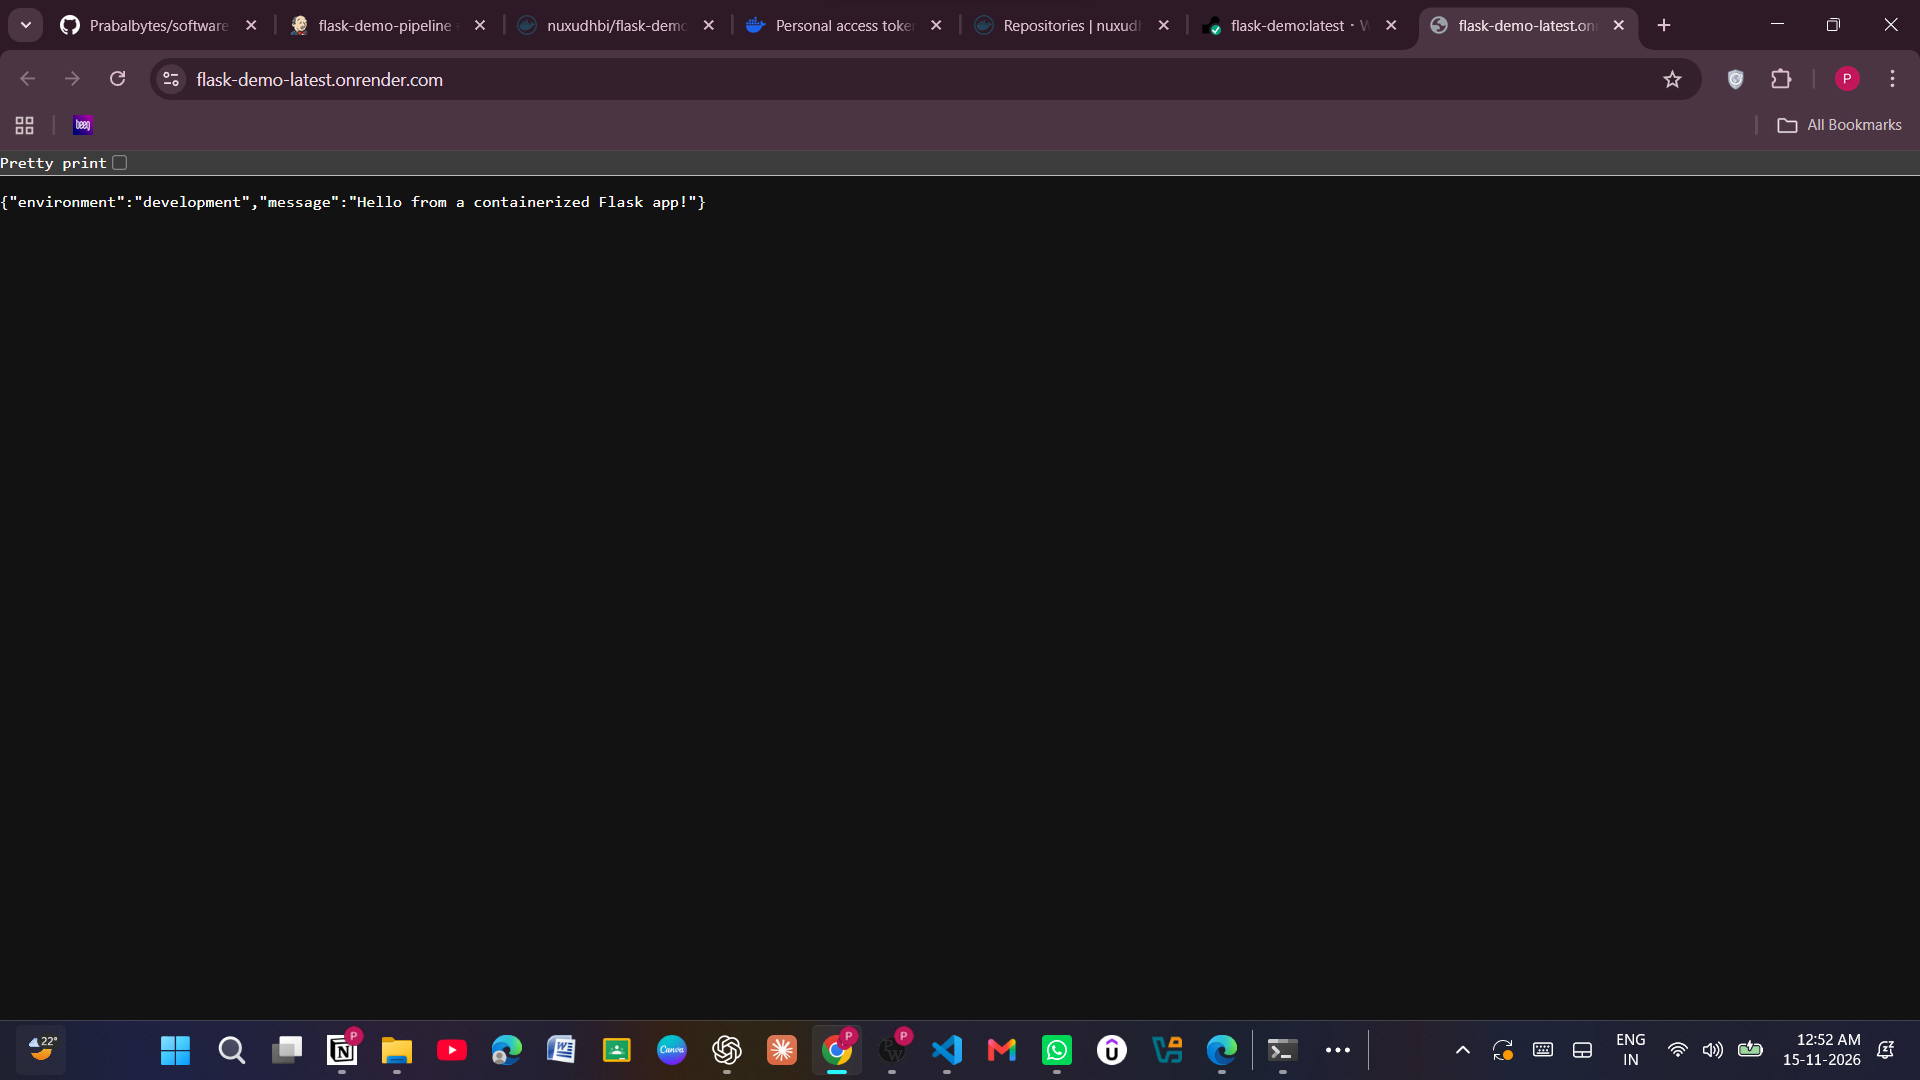 Prabalbytes/software
flask-demo-pipeline
nuxudhbi/flask-demo
Personal access token
Repositories | nuxudh
flask-demo:latest · W
flask-demo-latest.on
flask-demo-latest.onrender.com
P
beeg
All Bookmarks
Pretty print
{"environment":"development","message":"Hello from a containerized Flask app!"}
22°
P
Canva
P
P
ENG
IN
12:52 AM
15-11-2026